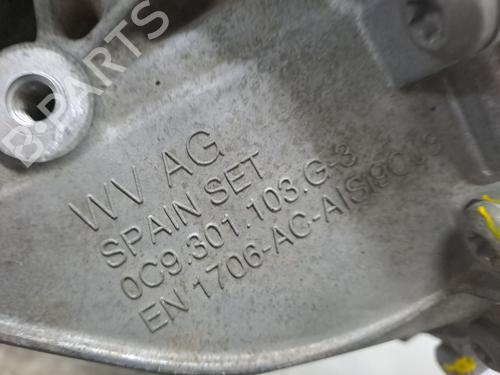 WV AG
SPAIN SET
0C9.301.103.G-3
EN 1706-AC-AlSi9Cu3
B-PARTS